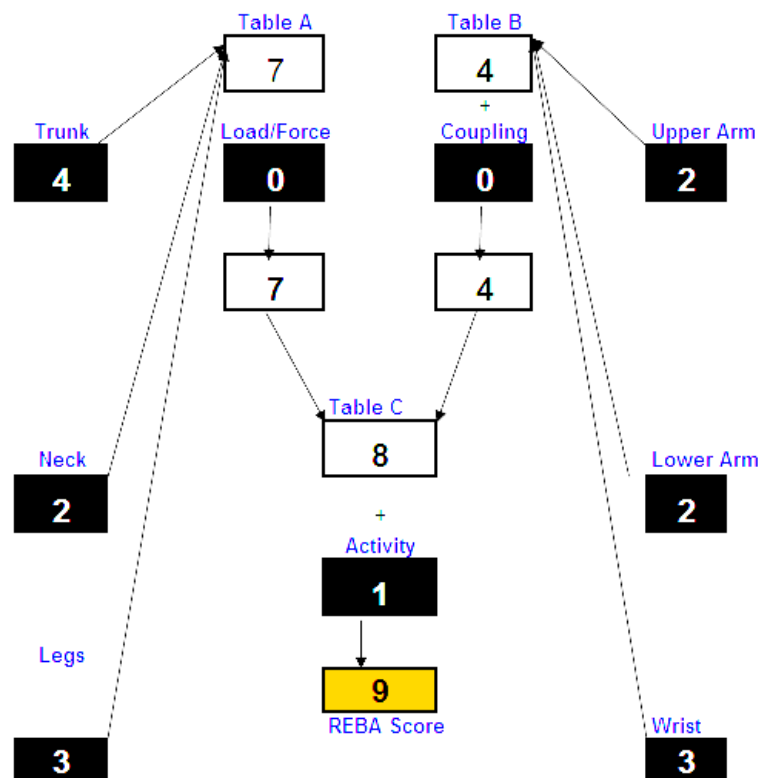 Table A Table B
7 4
+
Trunk Load/Force Coupling Upper Arm
4 0 0 2
7 4
Table C
8
Neck Lower Arm
2 2
+
Activity
1
Legs
9
REBA Score Wrist
3 3